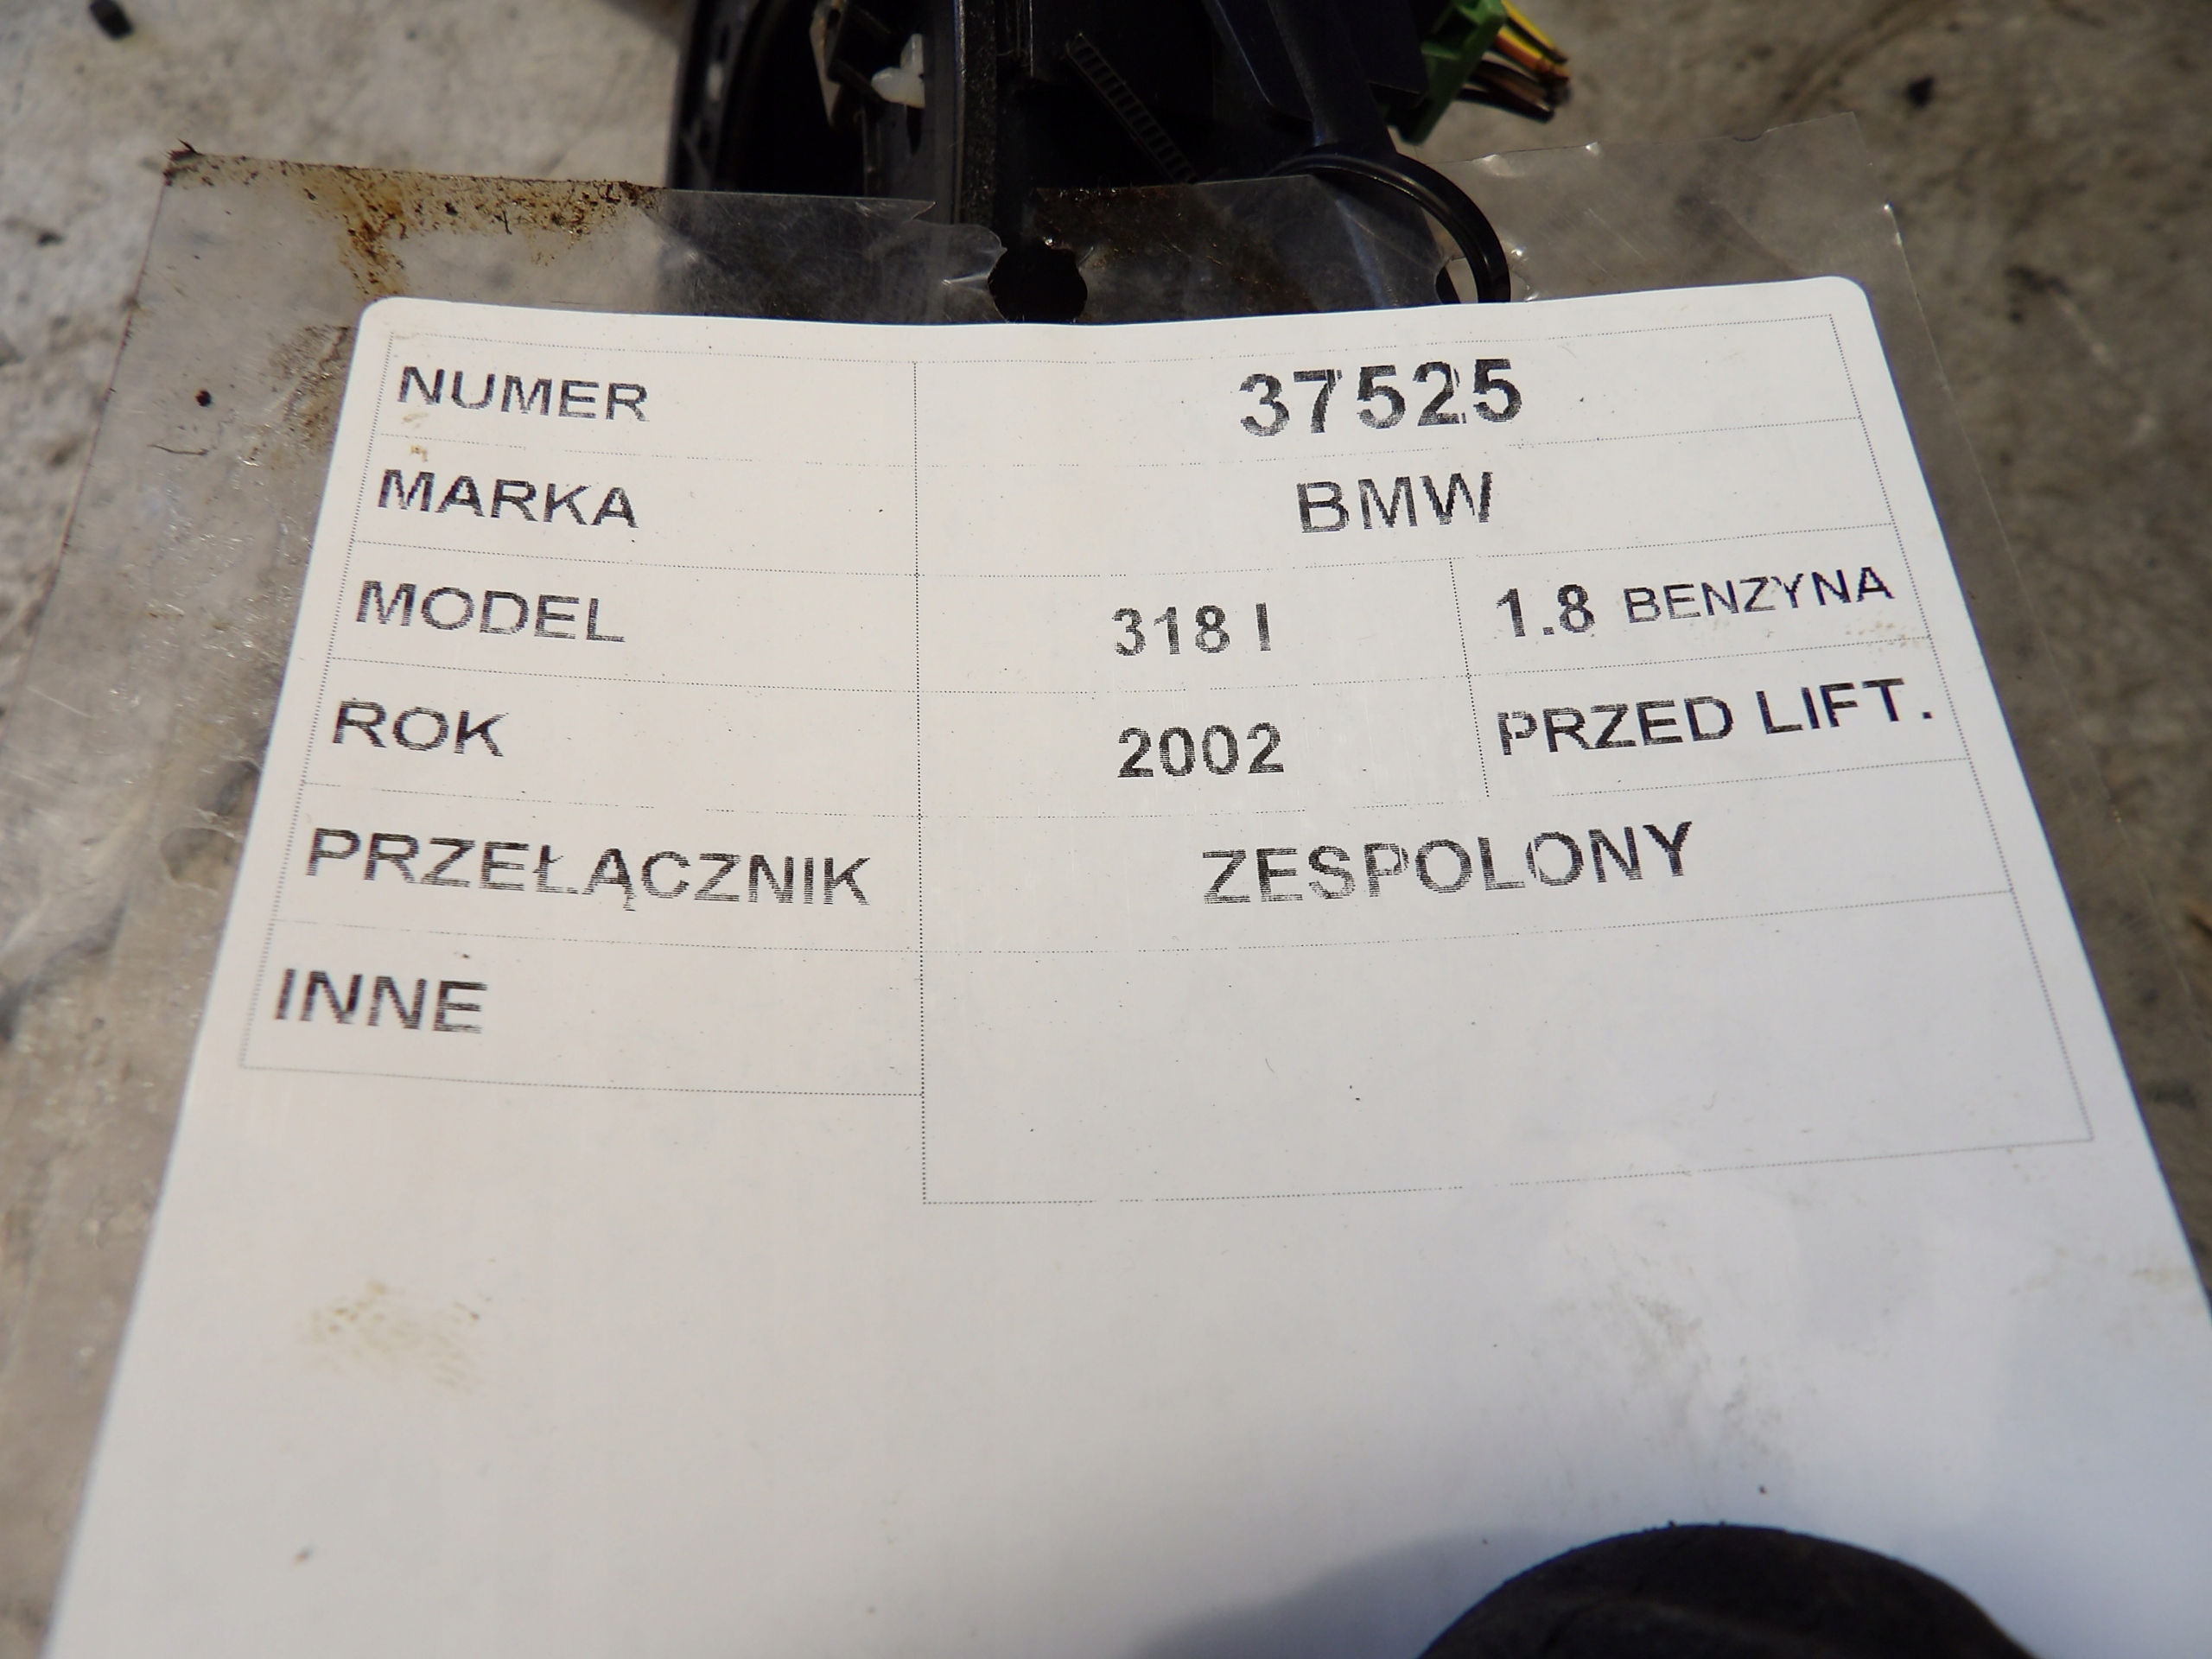 NUMER 37525
MARKA BMW
MODEL 318 I 1.8 BENZYNA
ROK 2002 PRZED LIFT.
PRZEŁĄCZNIK ZESPOLONY
INNE